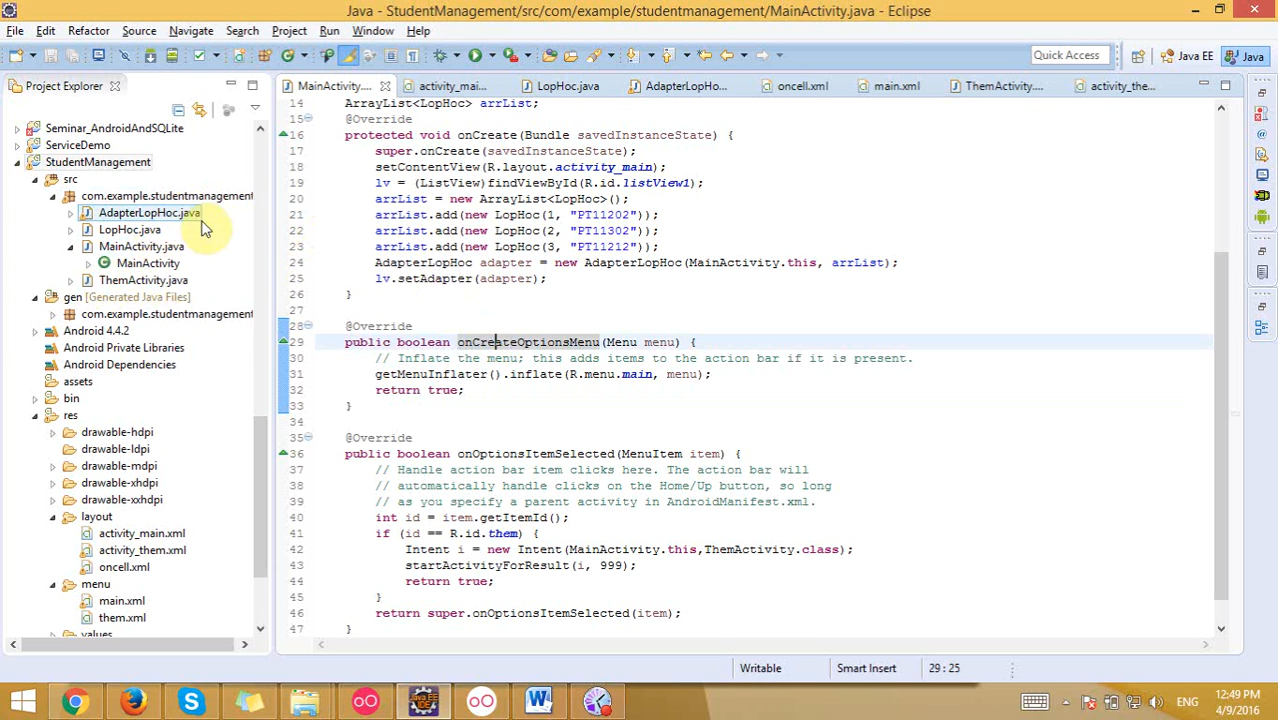 Java - StudentManagement/src/com/example/studentmanagement/MainActivity.java - Eclipse
File Edit Refactor Source Navigate Search Project Run Window Help
Quick Access
Java EE
Java
Project Explorer
MainActivity....
activity_mai...
LopHoc.java
AdapterLopHo...
oncell.xml
main.xml
ThemActivity....
activity_the...
Seminar_AndroidAndSQLite
ServiceDemo
StudentManagement
src
com.example.studentmanagement
AdapterLopHoc.java
LopHoc.java
MainActivity.java
MainActivity
ThemActivity.java
gen [Generated Java Files]
com.example.studentmanagement
Android 4.4.2
Android Private Libraries
Android Dependencies
assets
bin
res
drawable-hdpi
drawable-ldpi
drawable-mdpi
drawable-xhdpi
drawable-xxhdpi
layout
activity_main.xml
activity_them.xml
oncell.xml
menu
main.xml
them.xml
values
14 ArrayList<LopHoc> arrList;
15 @Override
16 protected void onCreate(Bundle savedInstanceState) {
17 super.onCreate(savedInstanceState);
18 setContentView(R.layout.activity_main);
19 lv = (ListView)findViewById(R.id.listView1);
20 arrList = new ArrayList<LopHoc>();
21 arrList.add(new LopHoc(1, "PT11202"));
22 arrList.add(new LopHoc(2, "PT11302"));
23 arrList.add(new LopHoc(3, "PT11212"));
24 AdapterLopHoc adapter = new AdapterLopHoc(MainActivity.this, arrList);
25 lv.setAdapter(adapter);
26 }
27
28 @Override
29 public boolean onCreateOptionsMenu(Menu menu) {
30 // Inflate the menu; this adds items to the action bar if it is present.
31 getMenuInflater().inflate(R.menu.main, menu);
32 return true;
33 }
34
35 @Override
36 public boolean onOptionsItemSelected(MenuItem item) {
37 // Handle action bar item clicks here. The action bar will
38 // automatically handle clicks on the Home/Up button, so long
39 // as you specify a parent activity in AndroidManifest.xml.
40 int id = item.getItemId();
41 if (id == R.id.them) {
42 Intent i = new Intent(MainActivity.this,ThemActivity.class);
43 startActivityForResult(i, 999);
44 return true;
45 }
46 return super.onOptionsItemSelected(item);
47 }
Writable
Smart Insert
29 : 25
ENG
12:49 PM
4/9/2016